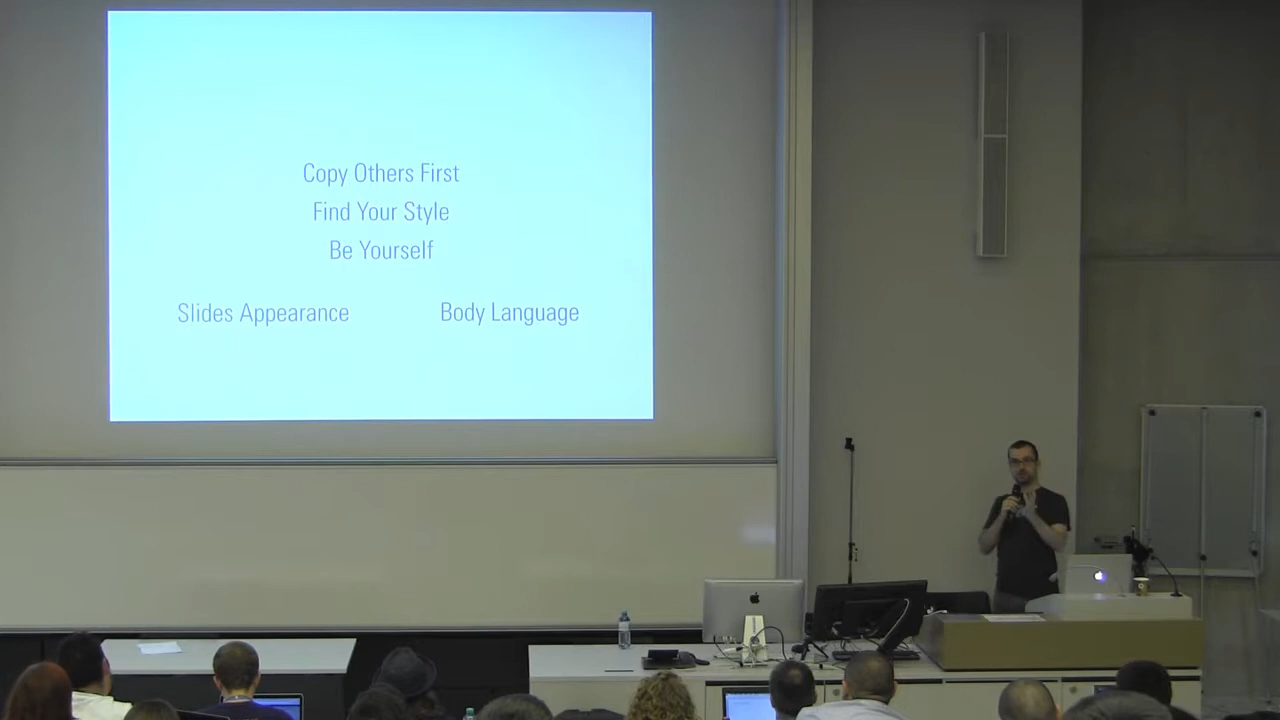 Copy Others First
Find Your Style
Be Yourself
Slides Appearance
Body Language